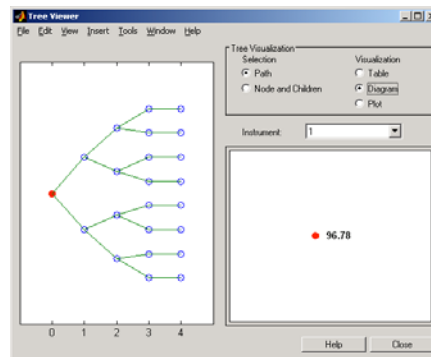 Tree Viewer
File Edit View Insert Tools Window Help
Tree Visualization
Selection
Visualization
Path
Table
Node and Children
Diagram
Plot
Instrument:
1
96.78
0 1 2 3 4
Help
Close